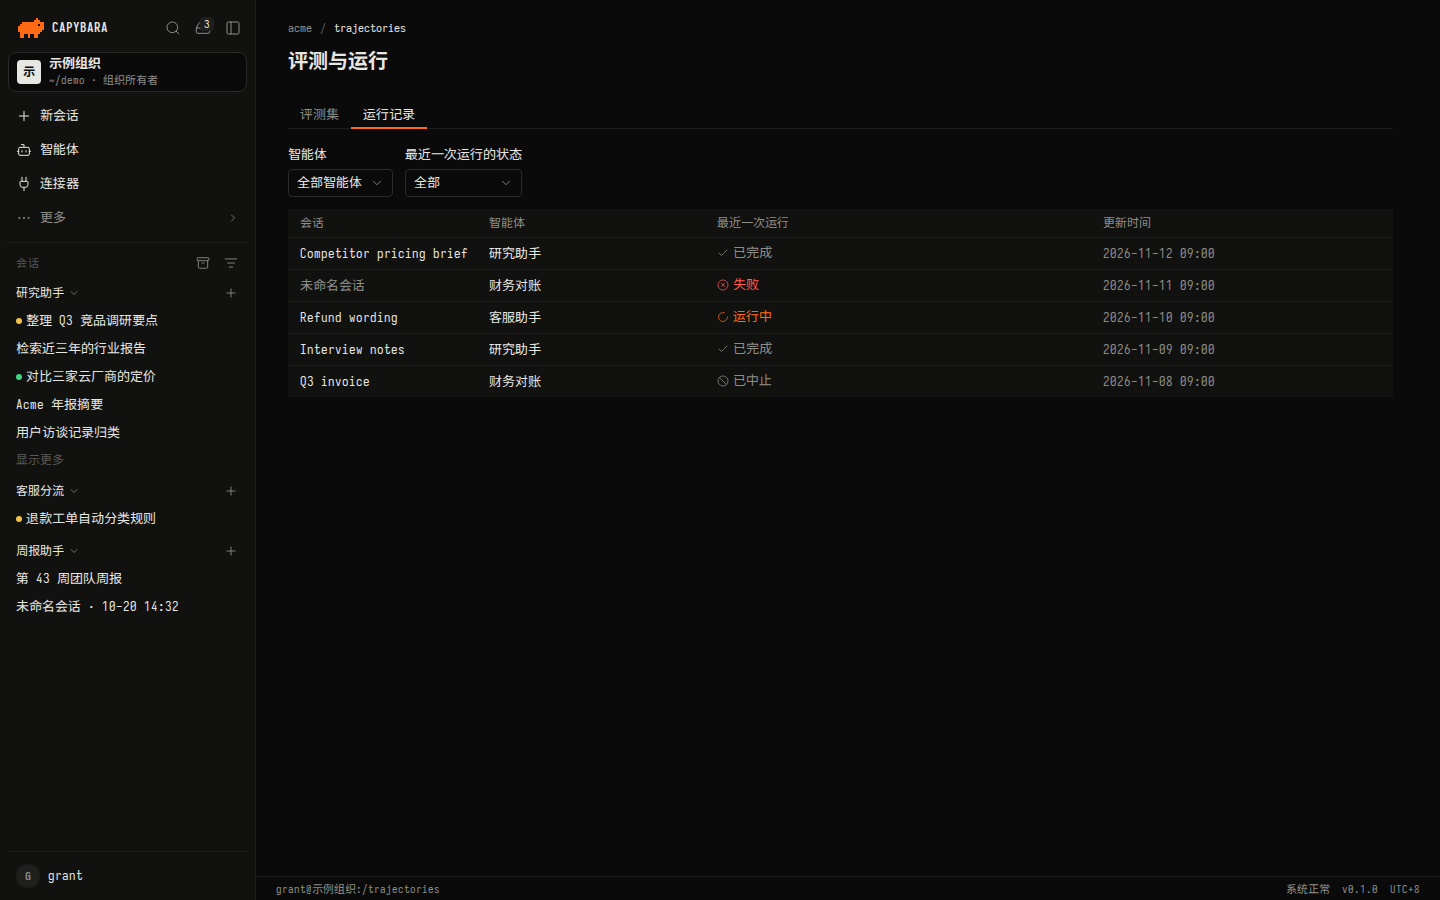 CAPYBARA
3
示
示例组织
~/demo · 组织所有者
新会话
智能体
连接器
更多
会话
研究助手
整理 Q3 竞品调研要点
检索近三年的行业报告
对比三家云厂商的定价
Acme 年报摘要
用户访谈记录归类
显示更多
客服分流
退款工单自动分类规则
周报助手
第 43 周团队周报
未命名会话 · 10-20 14:32
G grant
acme / trajectories
评测与运行
评测集 运行记录
智能体 最近一次运行的状态
全部智能体 全部
会话 智能体 最近一次运行 更新时间
Competitor pricing brief 研究助手 已完成 2026-11-12 09:00
未命名会话 财务对账 失败 2026-11-11 09:00
Refund wording 客服助手 运行中 2026-11-10 09:00
Interview notes 研究助手 已完成 2026-11-09 09:00
Q3 invoice 财务对账 已中止 2026-11-08 09:00
grant@示例组织:/trajectories 系统正常 v0.1.0 UTC+8